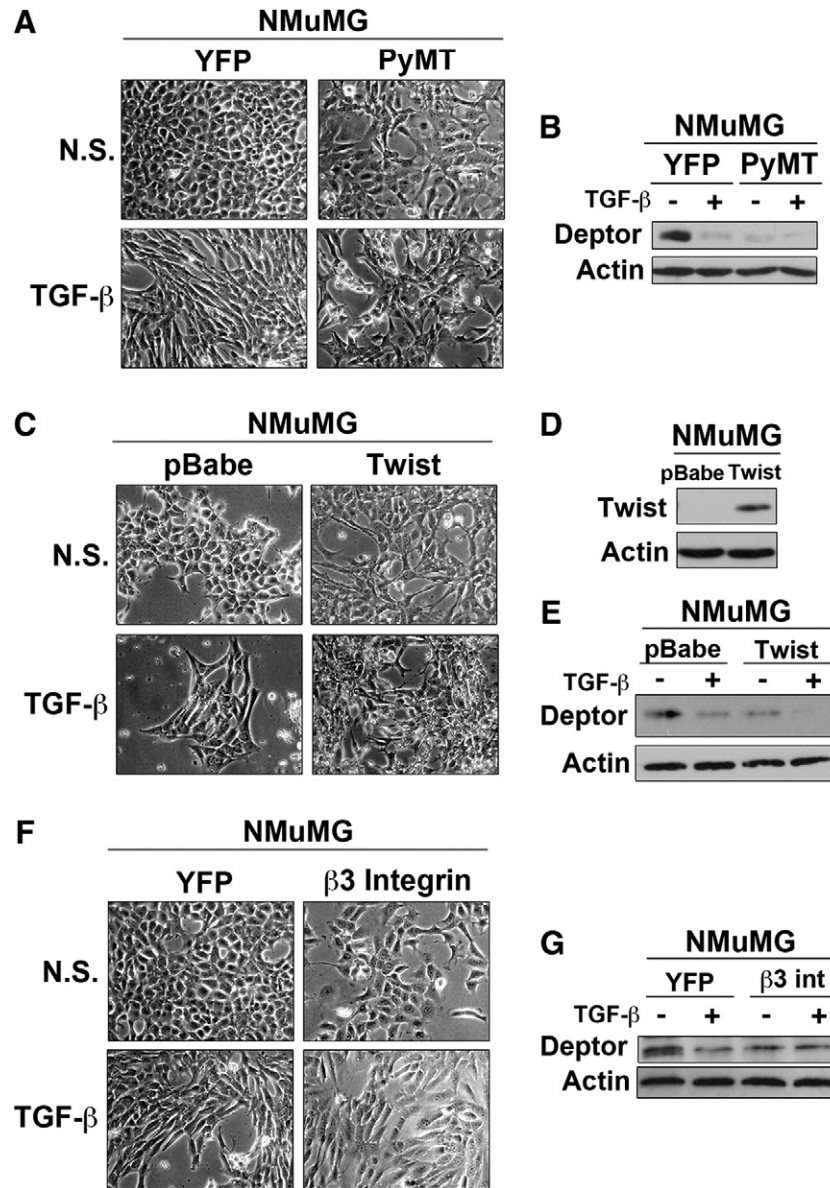 A
NMuMG
YFP PyMT
N.S.
TGF-β
B
NMuMG
YFP PyMT
TGF-β - + - +
Deptor
Actin
C
NMuMG
pBabe Twist
N.S.
TGF-β
D
NMuMG
pBabe Twist
Twist
Actin
E
NMuMG
pBabe Twist
TGF-β - + - +
Deptor
Actin
F
NMuMG
YFP β3 Integrin
N.S.
TGF-β
G
NMuMG
YFP β3 int
TGF-β - + - +
Deptor
Actin